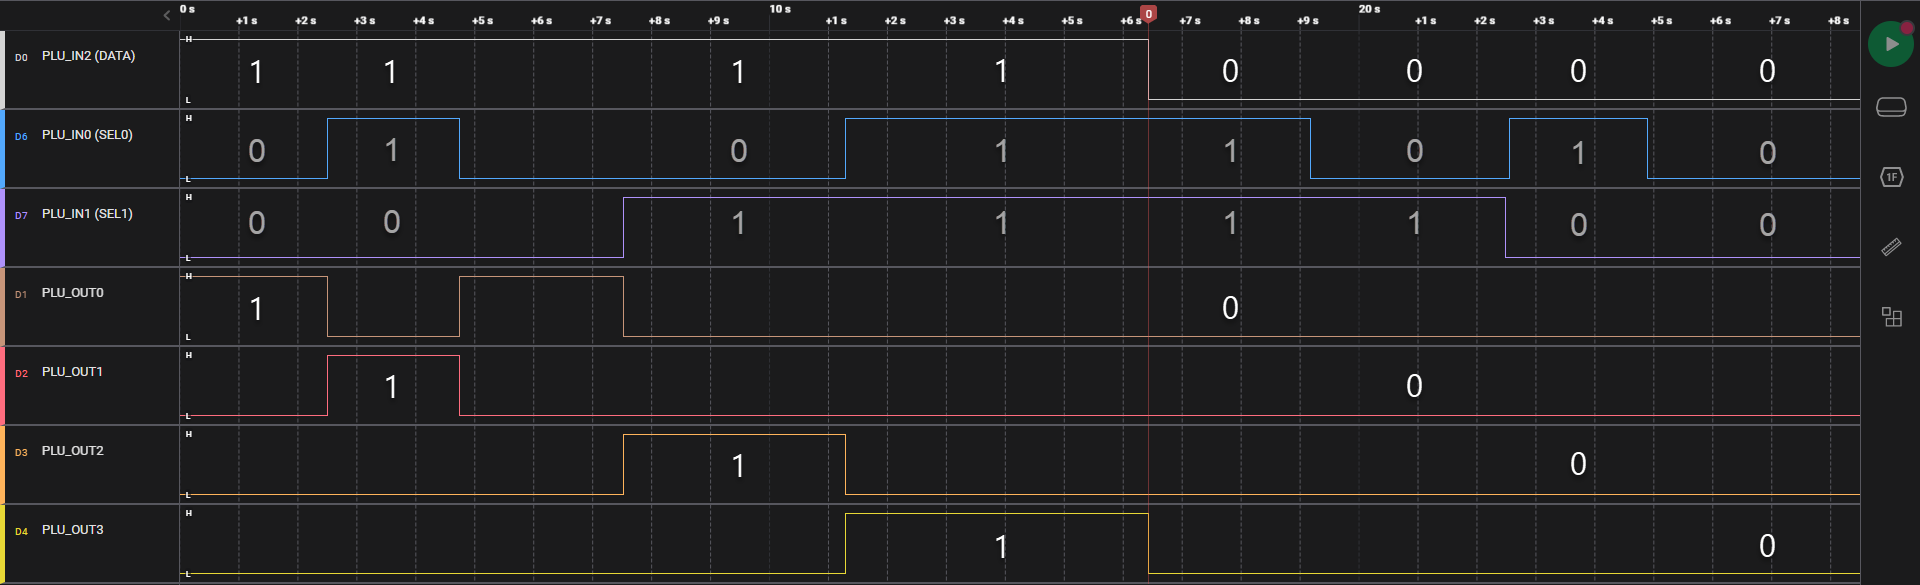 0 s 10 s 20 s
+1 s +2 s +3 s +4 s +5 s +6 s +7 s +8 s +9 s +1 s +2 s +3 s +4 s +5 s +6 s 0 +7 s +8 s +9 s +1 s +2 s +3 s +4 s +5 s +6 s +7 s +8 s
H
D0 PLU_IN2 (DATA) 1 1 1 1 0 0 0 0
L
H
D6 PLU_IN0 (SEL0) 0 1 0 1 1 0 1 0
L
1F
H
D7 PLU_IN1 (SEL1) 0 0 1 1 1 1 0 0
L
H
D1 PLU_OUT0 1 0
L
H
D2 PLU_OUT1 1 0
L
H
D3 PLU_OUT2 1 0
L
H
D4 PLU_OUT3 1 0
L